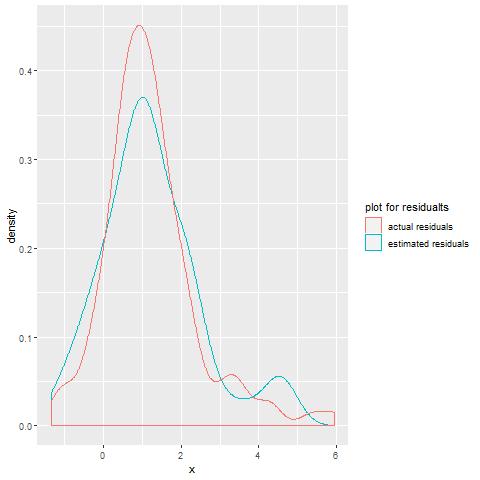 0.4
0.3
0.2
0.1
0.0
density
0
2
4
6
x
plot for residualts
actual residuals
estimated residuals